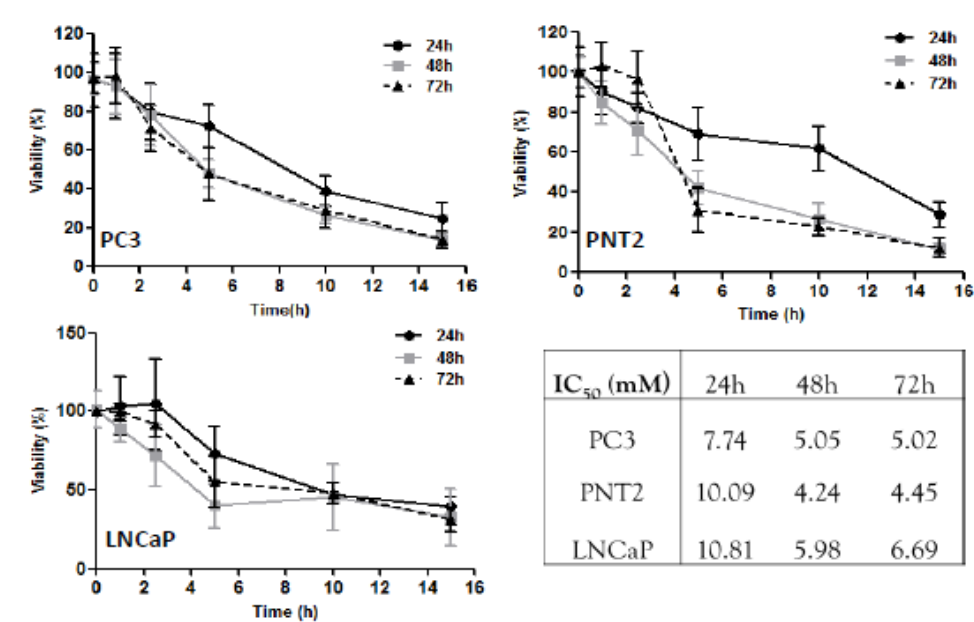 120
100
80
60
40
20
0
Viability (%)
24h
48h
72h
PC3
0 2 4 6 8 10 12 14 16
Time(h)
120
100
80
60
40
20
0
Viability (%)
24h
48h
72h
PNT2
0 2 4 6 8 10 12 14 16
Time (h)
150
100
50
0
Viability (%)
24h
48h
72h
LNCaP
0 2 4 6 8 10 12 14 16
Time (h)
IC50 (mM) 24h 48h 72h
PC3 7.74 5.05 5.02
PNT2 10.09 4.24 4.45
LNCaP 10.81 5.98 6.69